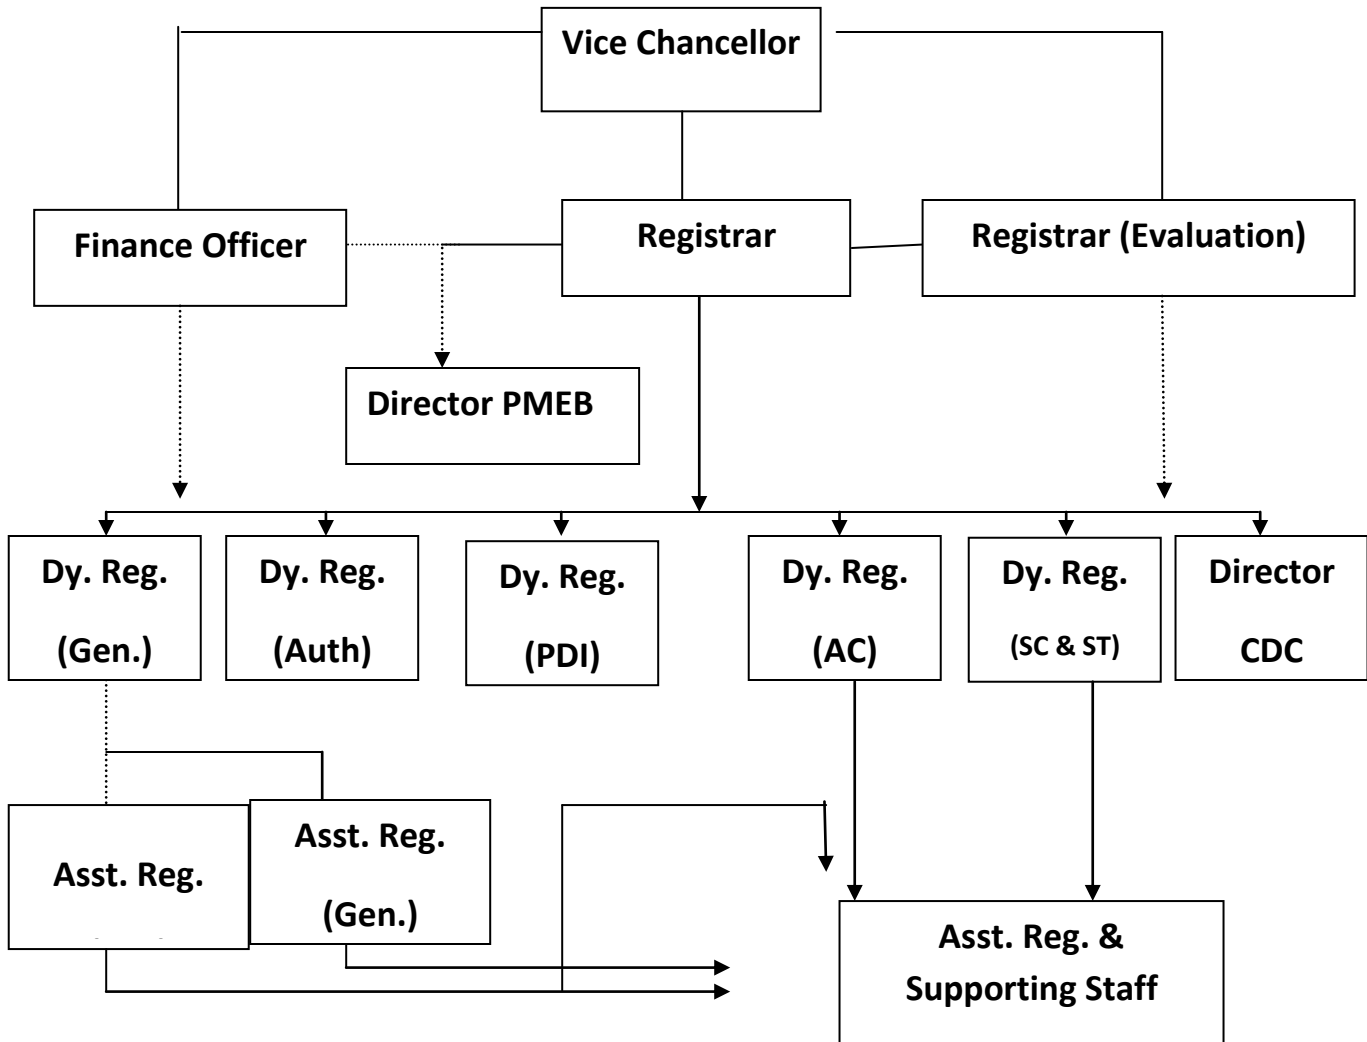 Vice Chancellor
Finance Officer
Registrar
Registrar (Evaluation)
Director PMEB
Dy. Reg.
(Gen.)
Dy. Reg.
(Auth)
Dy. Reg.
(PDI)
Dy. Reg.
(AC)
Dy. Reg.
(SC & ST)
Director
CDC
Asst. Reg.
Asst. Reg.
(Gen.)
Asst. Reg. &
Supporting Staff